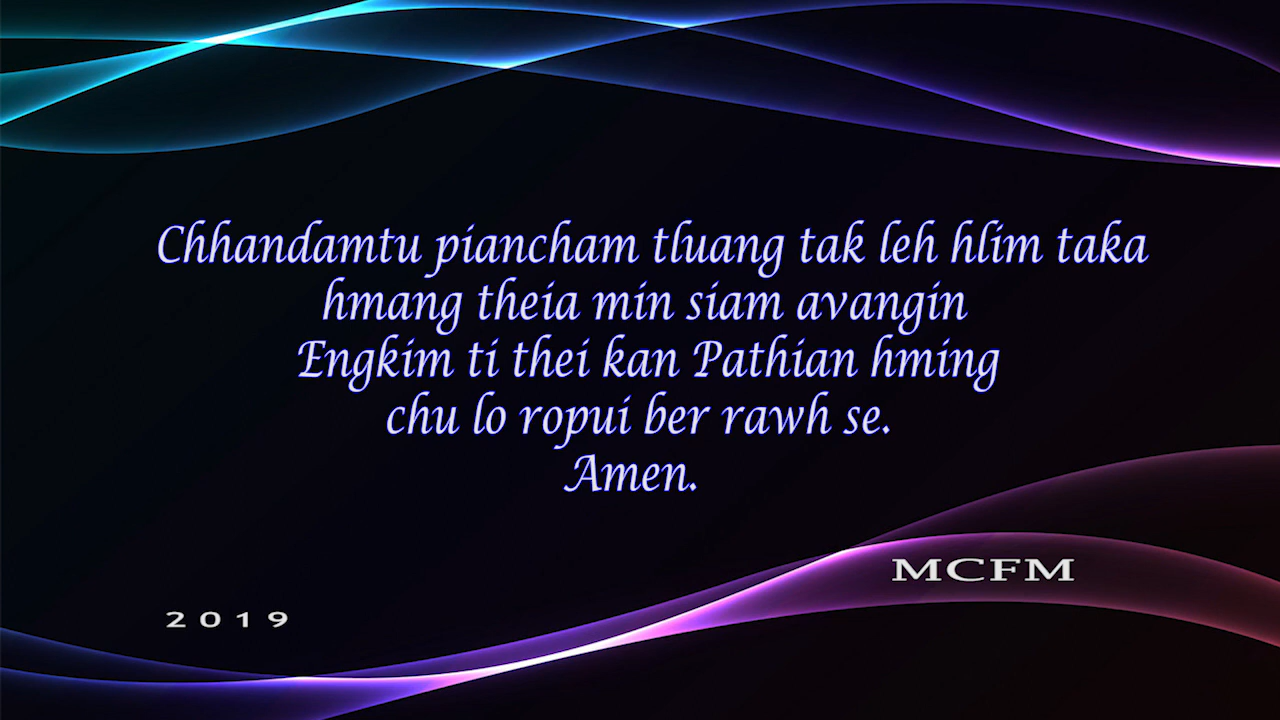 Chhandamtu piancham tluang tak leh hlim taka
hmang theia min siam avangin
Engkim ti thei kan Pathian hming
chu lo ropui ber rawh se.
Amen.
MCFM
2019